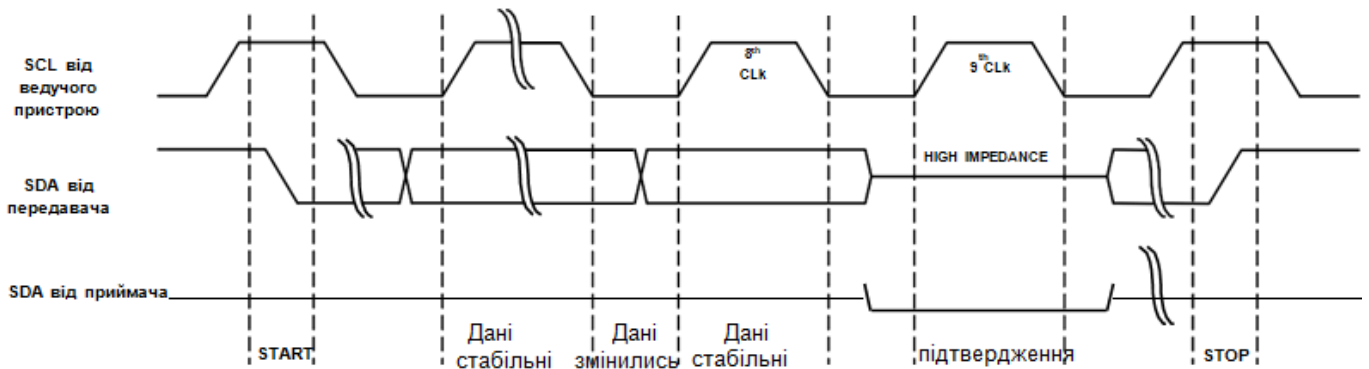 SCL від
ведучого
пристрою
8th
CLk
9th CLk
SDA від
передавача
HIGH IMPEDANCE
SDA від приймача
START
Дані
стабільні
Дані
змінились
Дані
стабільні
підтвердження
STOP